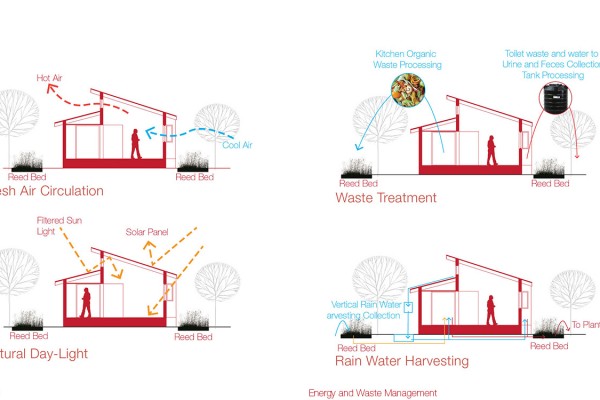 Hot Air
Cool Air
Reed Bed
Reed Bed
esh Air Circulation
Kitchen Organic
Waste Processing
Toilet waste and water to
Urine and Feces Collection
Tank Processing
Reed Bed
Reed Bed
Waste Treatment
Filtered Sun
Light
Solar Panel
Reed Bed
Reed Bed
tural Day-Light
Vertical Rain Water
arvesting Collection
To Plant
Reed Bed
Reed Bed
Rain Water Harvesting
Energy and Waste Management